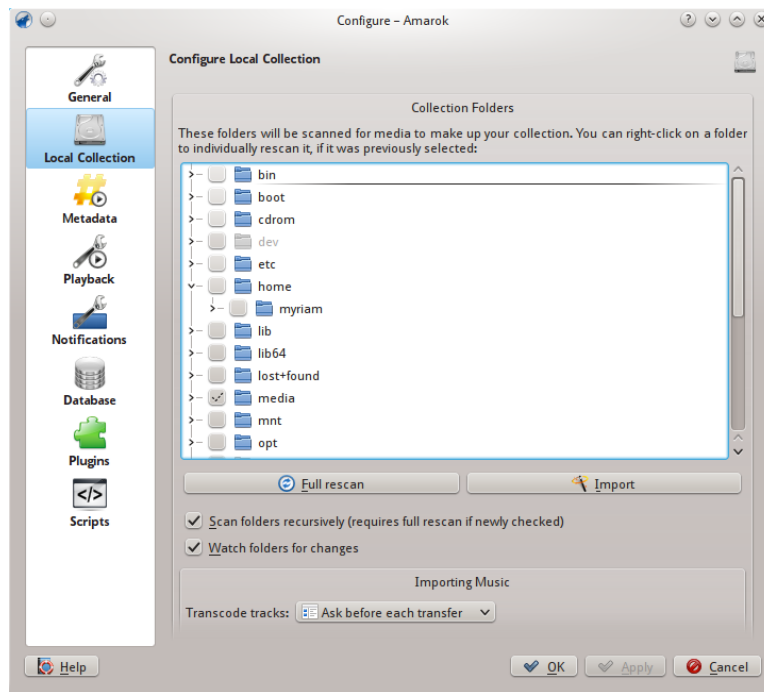 Configure – Amarok
General
Local Collection
Metadata
Playback
Notifications
Database
Plugins
Scripts
Configure Local Collection
Collection Folders
These folders will be scanned for media to make up your collection. You can right-click on a folder
to individually rescan it, if it was previously selected:
bin
boot
cdrom
dev
etc
home
myriam
lib
lib64
lost+found
media
mnt
opt
Full rescan
Import
Scan folders recursively (requires full rescan if newly checked)
Watch folders for changes
Importing Music
Transcode tracks: Ask before each transfer
Help
OK
Apply
Cancel